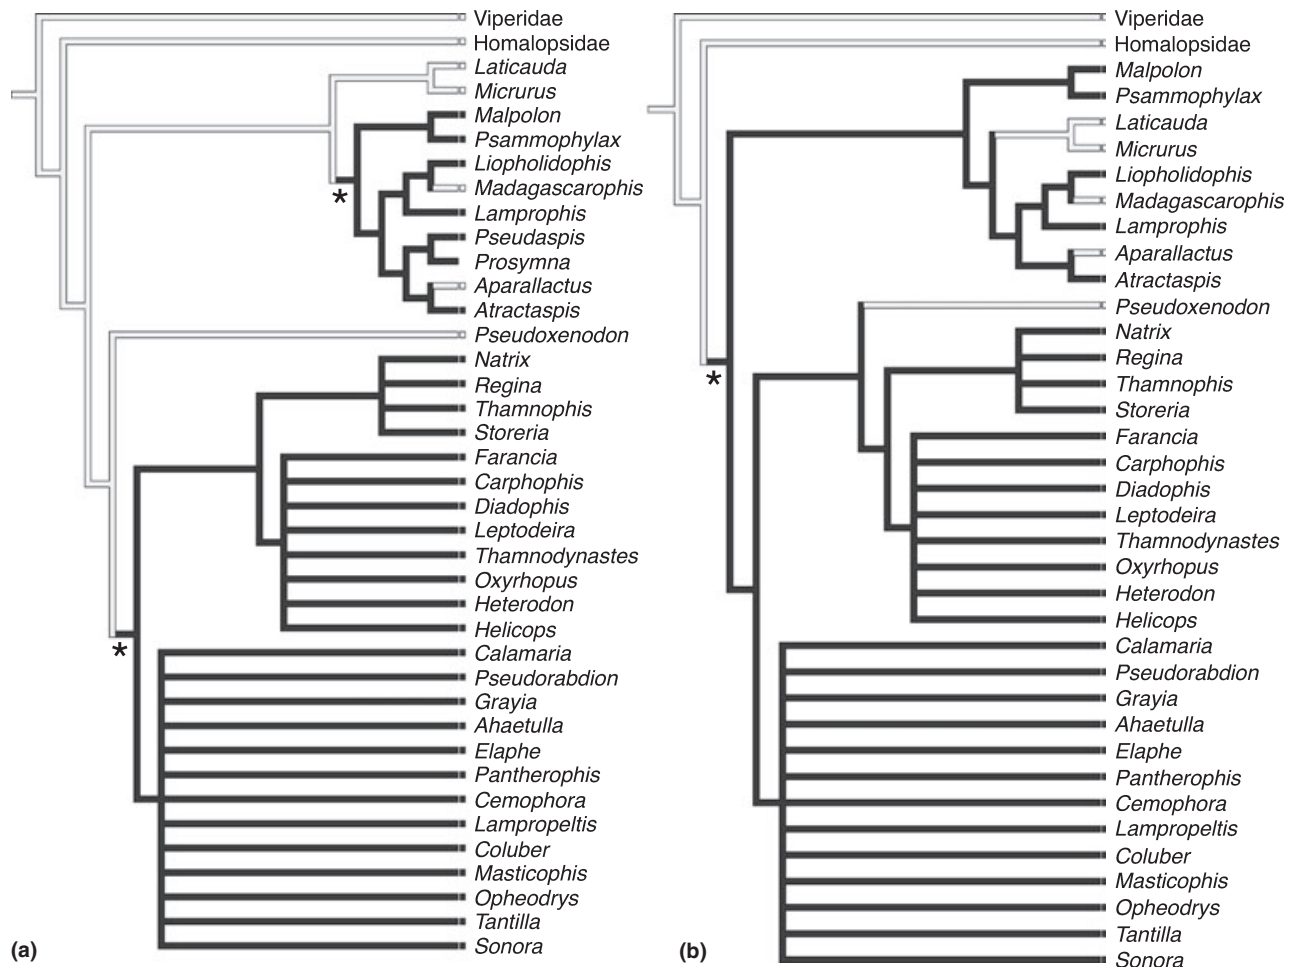 Viperidae
Homalopsidae
Laticauda
Micrurus
Malpolon
Psammophylax
Liopholidophis
Madagascarophis
Lamprophis
Pseudaspis
Prosymna
Aparallactus
Atractaspis
Pseudoxenodon
Natrix
Regina
Thamnophis
Storeria
Farancia
Carphophis
Diadophis
Leptodeira
Thamnodynastes
Oxyrhopus
Heterodon
Helicops
Calamaria
Pseudorabdion
Grayia
Ahaetulla
Elaphe
Pantherophis
Cemophora
Lampropeltis
Coluber
Masticophis
Opheodrys
Tantilla
Sonora
*
*
(a)
Viperidae
Homalopsidae
Malpolon
Psammophylax
Laticauda
Micrurus
Liopholidophis
Madagascarophis
Lamprophis
Aparallactus
Atractaspis
Pseudoxenodon
Natrix
Regina
Thamnophis
Storeria
Farancia
Carphophis
Diadophis
Leptodeira
Thamnodynastes
Oxyrhopus
Heterodon
Helicops
Calamaria
Pseudorabdion
Grayia
Ahaetulla
Elaphe
Pantherophis
Cemophora
Lampropeltis
Coluber
Masticophis
Opheodrys
Tantilla
Sonora
*
(b)